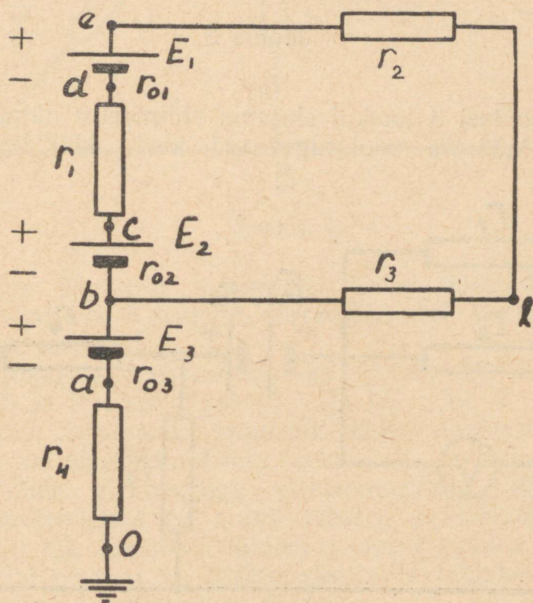 e
+ E₁ r₂
− d r₀₁
r₁
c
+ E₂
− r₀₂ r₃
b
+ E₃
− a r₀₃
r₄
0